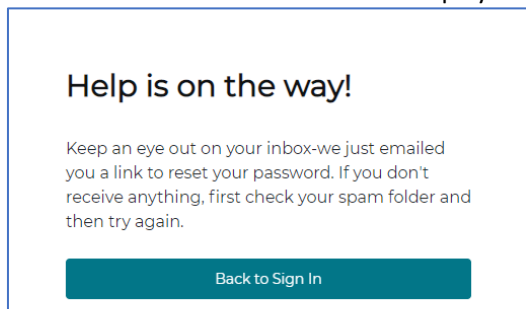 Help is on the way!
Keep an eye out on your inbox-we just emailed
you a link to reset your password. If you don't
receive anything, first check your spam folder and
then try again.
Back to Sign In